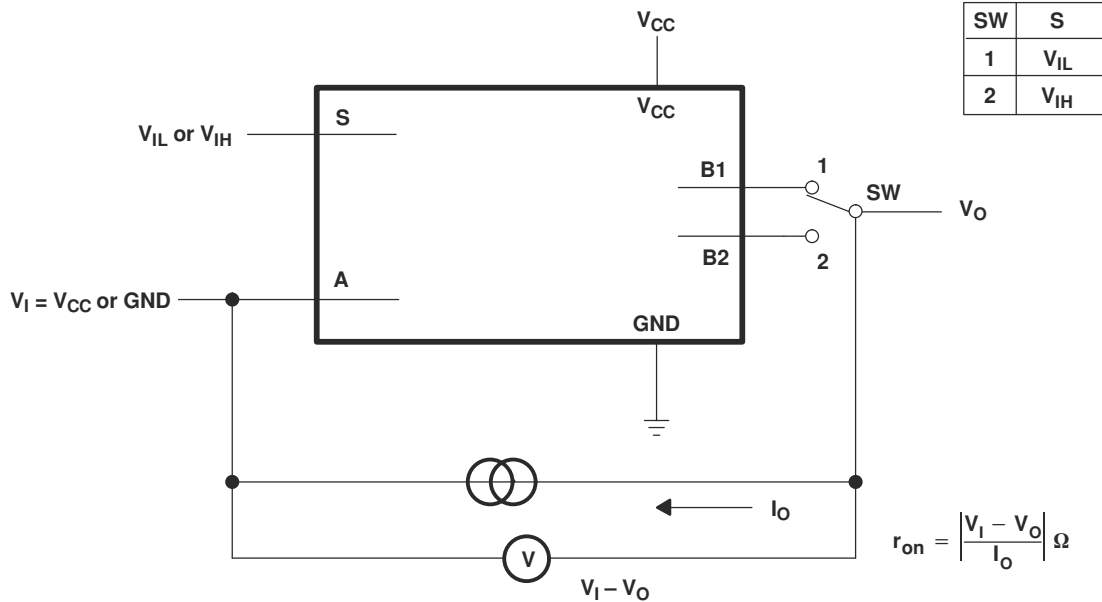 V_CC
SW S
1 V_IL
2 V_IH
V_CC
S
V_IL or V_IH
B1
1
SW
V_O
B2
2
A
V_I = V_CC or GND
GND
I_O
r_on = |V_I – V_O / I_O| Ω
V
V_I – V_O